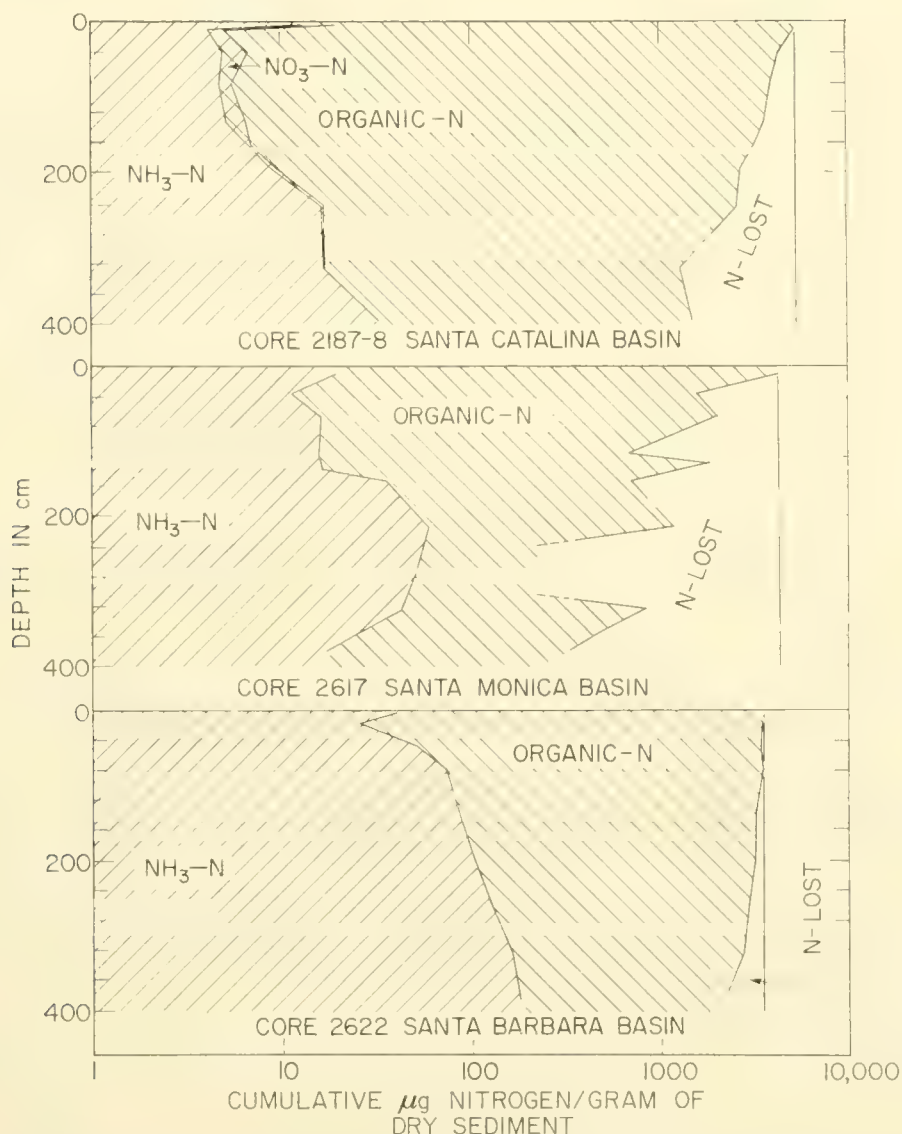 0
NO₃–N
ORGANIC–N
NH₃–N
200
N-LOST
400
CORE 2187-8 SANTA CATALINA BASIN
0
ORGANIC–N
NH₃–N
200
N-LOST
400
CORE 2617 SANTA MONICA BASIN
0
ORGANIC–N
NH₃–N
200
N-LOST
400
CORE 2622 SANTA BARBARA BASIN
DEPTH IN cm
1 10 100 1000 10,000
CUMULATIVE µg NITROGEN/GRAM OF
DRY SEDIMENT